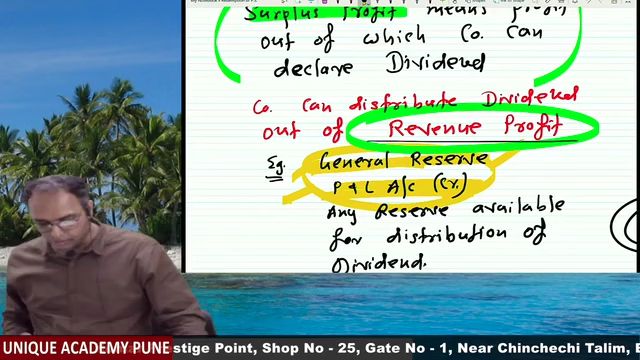 Surplus Profit means Profit
out of which Co. Can
declare Dividend
Co. Can distribute Dividend
out of Revenue Profit
Eg. General Reserve
P & L A/c (Cr.)
Any Reserve available
for distribution of
Dividend.
UNIQUE ACADEMY PUNE stige Point, Shop No - 25, Gate No - 1, Near Chinchechi Talim,